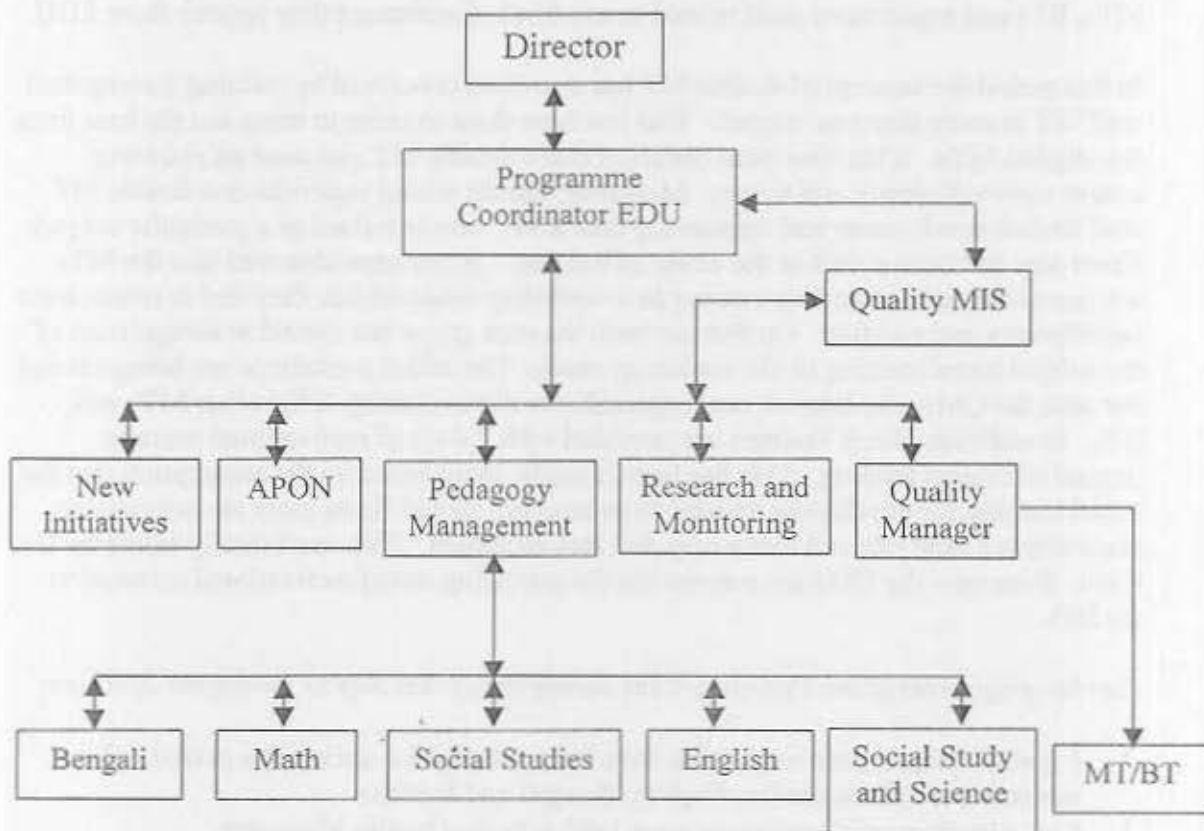 Director
Programme
Coordinator EDU
Quality MIS
New
Initiatives
APON
Pedagogy
Management
Research and
Monitoring
Quality
Manager
Bengali
Math
Social Studies
English
Social Study
and Science
MT/BT